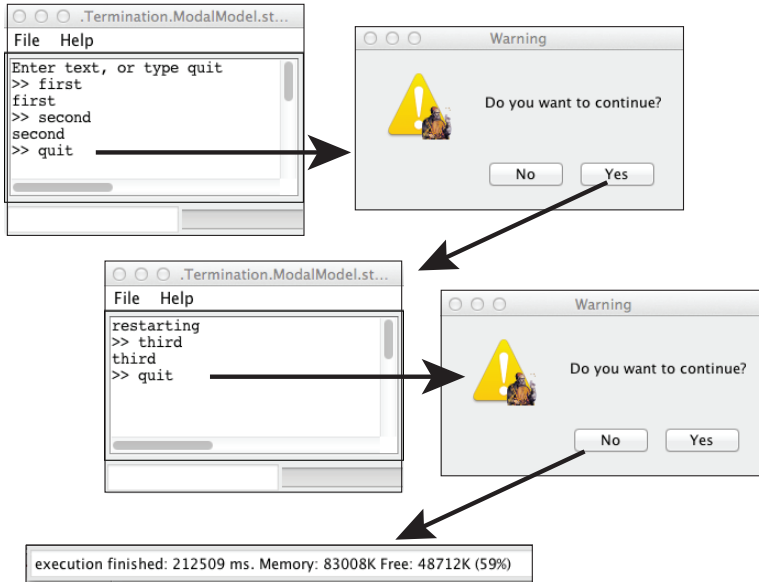 .Termination.ModalModel.st...
File Help
Enter text, or type quit
>> first
first
>> second
second
>> quit
Warning
Do you want to continue?
No Yes
.Termination.ModalModel.st...
File Help
restarting
>> third
third
>> quit
Warning
Do you want to continue?
No Yes
execution finished: 212509 ms. Memory: 83008K Free: 48712K (59%)